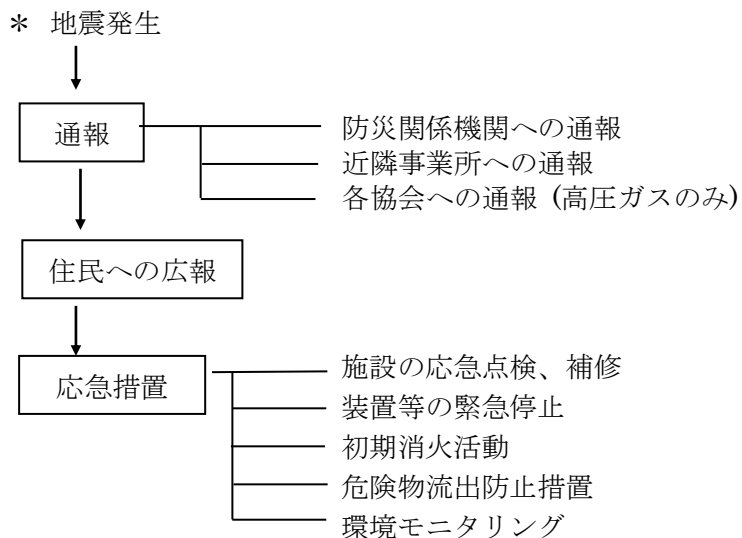 ＊ 地震発生
通報
防災関係機関への通報
近隣事業所への通報
各協会への通報 (高圧ガスのみ)
住民への広報
応急措置
施設の応急点検、補修
装置等の緊急停止
初期消火活動
危険物流出防止措置
環境モニタリング